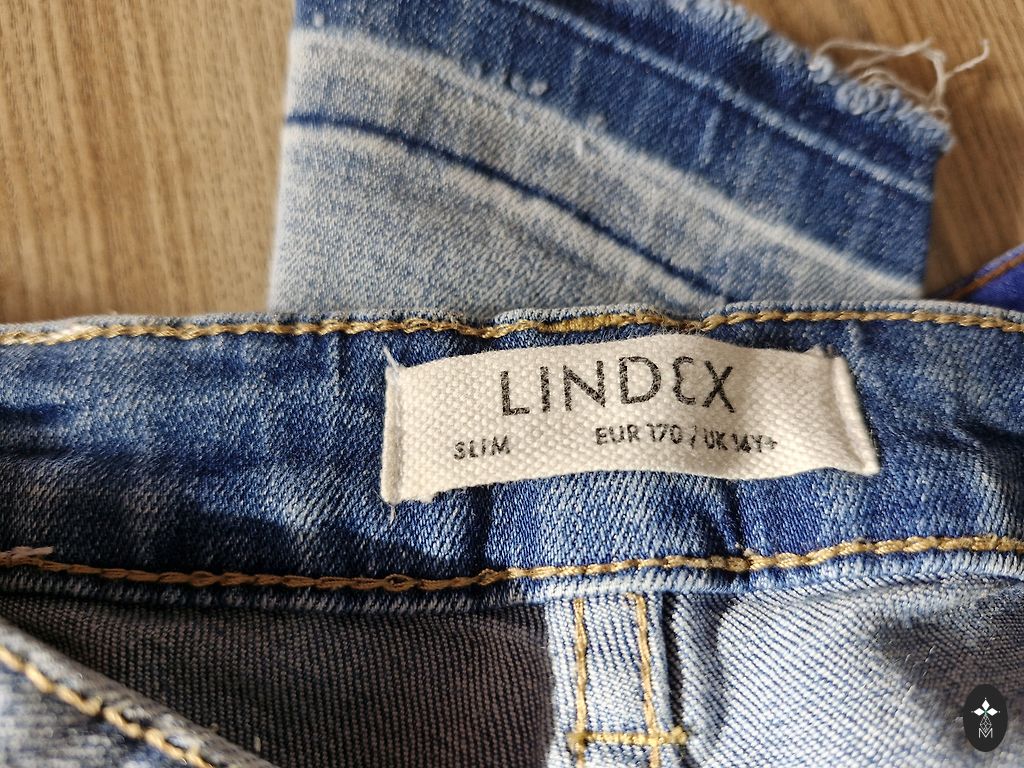 LINDEX
SLIM EUR 170 / UK 14Y+
M